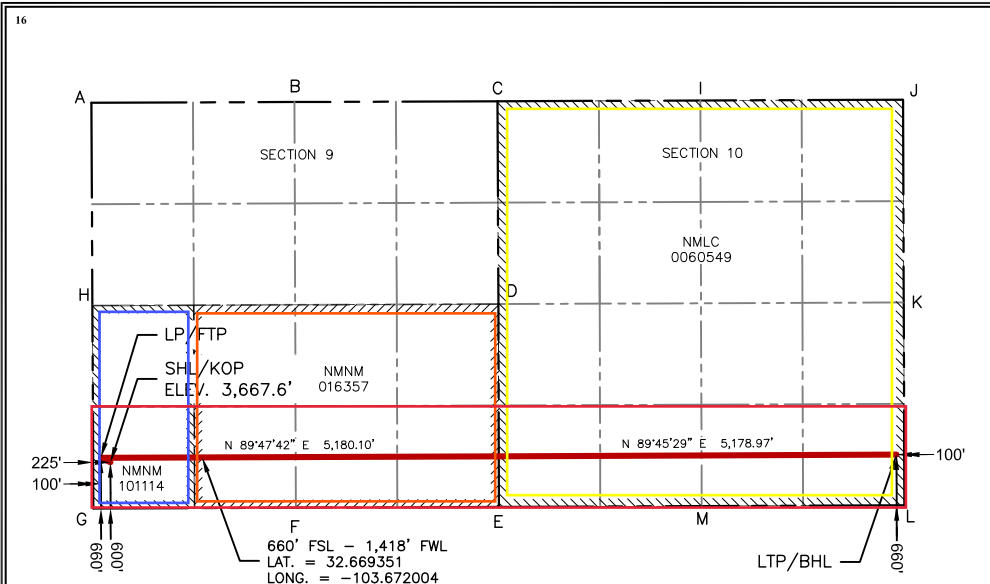 16
A
B
C
I
J
SECTION 9
SECTION 10
NMLC
0060549
H
D
K
LP/FTP
SHL/KOP
ELEV. 3,667.6'
NMNM
016357
N 89°47'42" E 5,180.10'
N 89°45'29" E 5,178.97'
225'
100'
NMNM
101114
100'
G
F
E
M
L
660'
600'
660' FSL – 1,418' FWL
LAT. = 32.669351
LONG. = -103.672004
LTP/BHL
660'